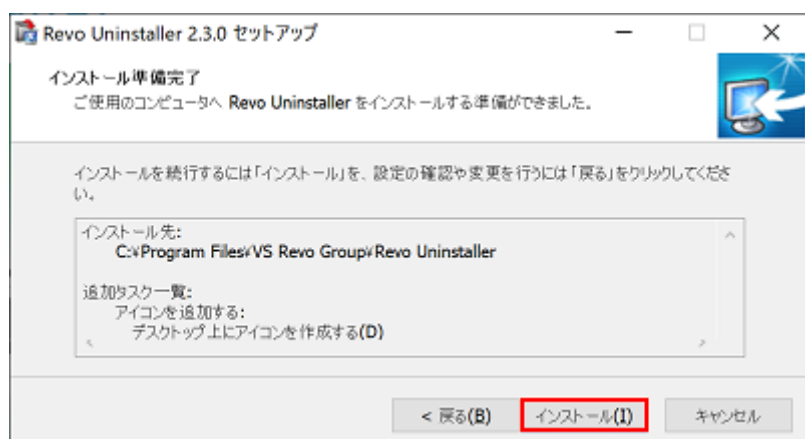 Revo Uninstaller 2.3.0 セットアップ
インストール準備完了
ご使用のコンピュータへ Revo Uninstaller をインストールする準備ができました。
インストールを続行するには「インストール」を、設定の確認や変更を行うには「戻る」をクリックしてくださ
い。
インストール先:
C:¥Program Files¥VS Revo Group¥Revo Uninstaller
追加タスク一覧:
アイコンを追加する:
デスクトップ上にアイコンを作成する(D)
< 戻る(B) インストール(I) キャンセル